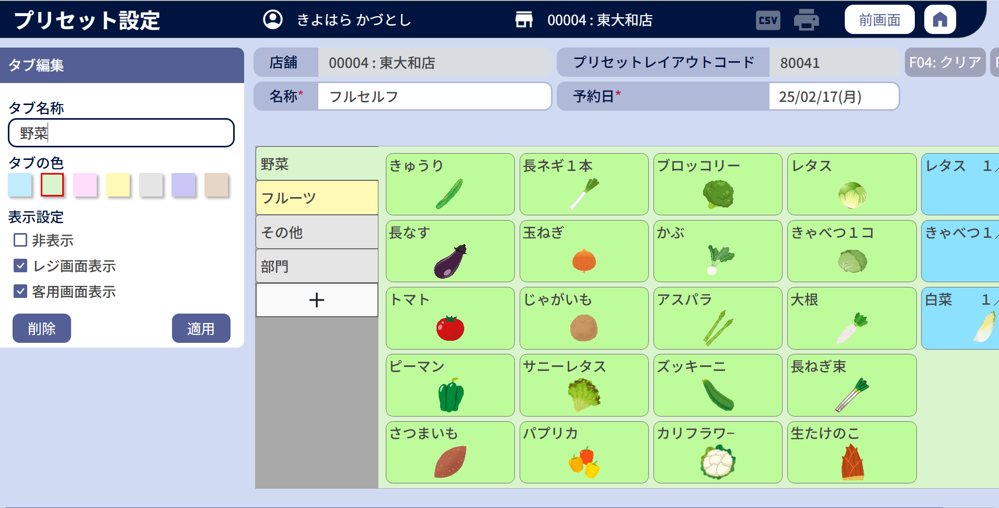 プリセット設定
きよはら かづとし
00004 : 東大和店
CSV
前画面
タブ編集
店舗
00004 : 東大和店
プリセットレイアウトコード
80041
F04: クリア
名称*
フルセルフ
予約日*
25/02/17(月)
タブ名称
野菜
タブの色
表示設定
非表示
レジ画面表示
客用画面表示
削除
適用
野菜
フルーツ
その他
部門
きゅうり
長ネギ１本
ブロッコリー
レタス
レタス　１／
長なす
玉ねぎ
かぶ
きゃべつ１コ
きゃべつ１／
トマト
じゃがいも
アスパラ
大根
白菜　　１／
ピーマン
サニーレタス
ズッキーニ
長ねぎ束
さつまいも
パプリカ
カリフラワ−
生たけのこ